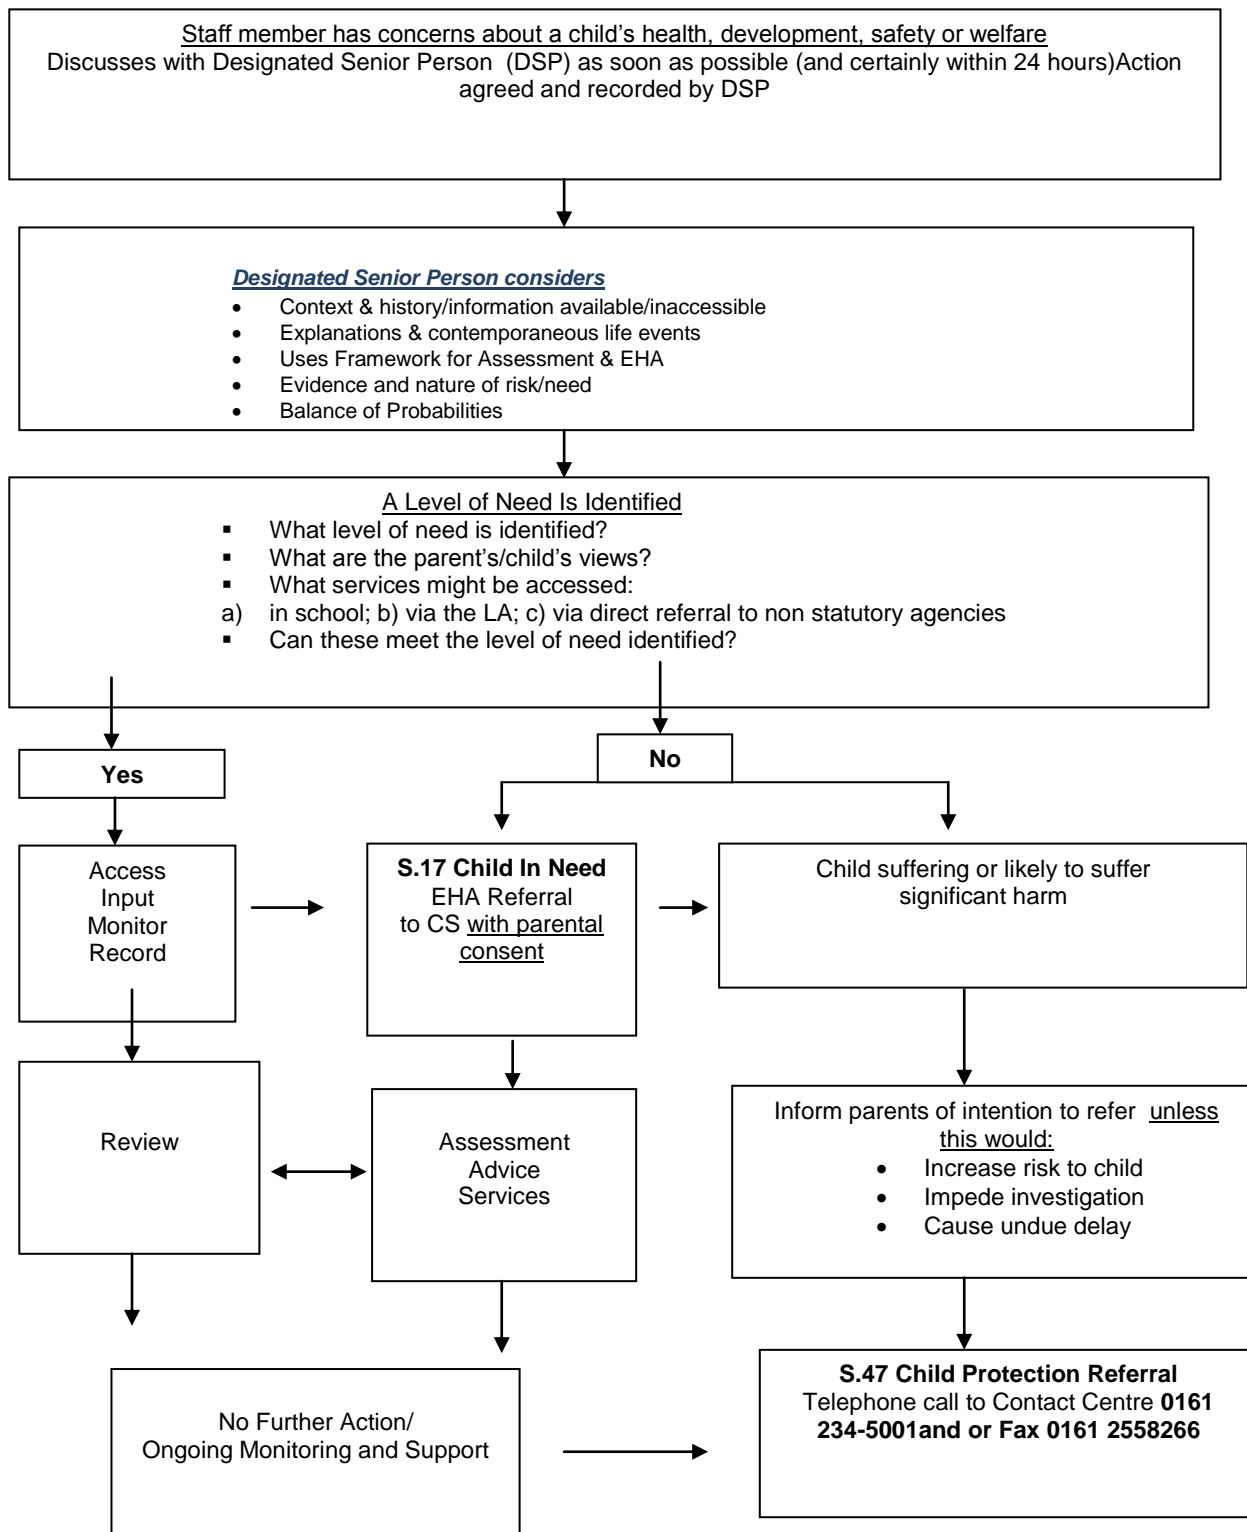 Staff member has concerns about a child’s health, development, safety or welfare
Discusses with Designated Senior Person (DSP) as soon as possible (and certainly within 24 hours)Action
agreed and recorded by DSP
Designated Senior Person considers
• Context & history/information available/inaccessible
• Explanations & contemporaneous life events
• Uses Framework for Assessment & EHA
• Evidence and nature of risk/need
• Balance of Probabilities
A Level of Need Is Identified
▪ What level of need is identified?
▪ What are the parent’s/child’s views?
▪ What services might be accessed:
a) in school; b) via the LA; c) via direct referral to non statutory agencies
▪ Can these meet the level of need identified?
Yes
No
Access
Input
Monitor
Record
S.17 Child In Need
EHA Referral
to CS with parental
consent
Child suffering or likely to suffer
significant harm
Review
Assessment
Advice
Services
Inform parents of intention to refer unless
this would:
• Increase risk to child
• Impede investigation
• Cause undue delay
No Further Action/
Ongoing Monitoring and Support
S.47 Child Protection Referral
Telephone call to Contact Centre 0161
234-5001and or Fax 0161 2558266